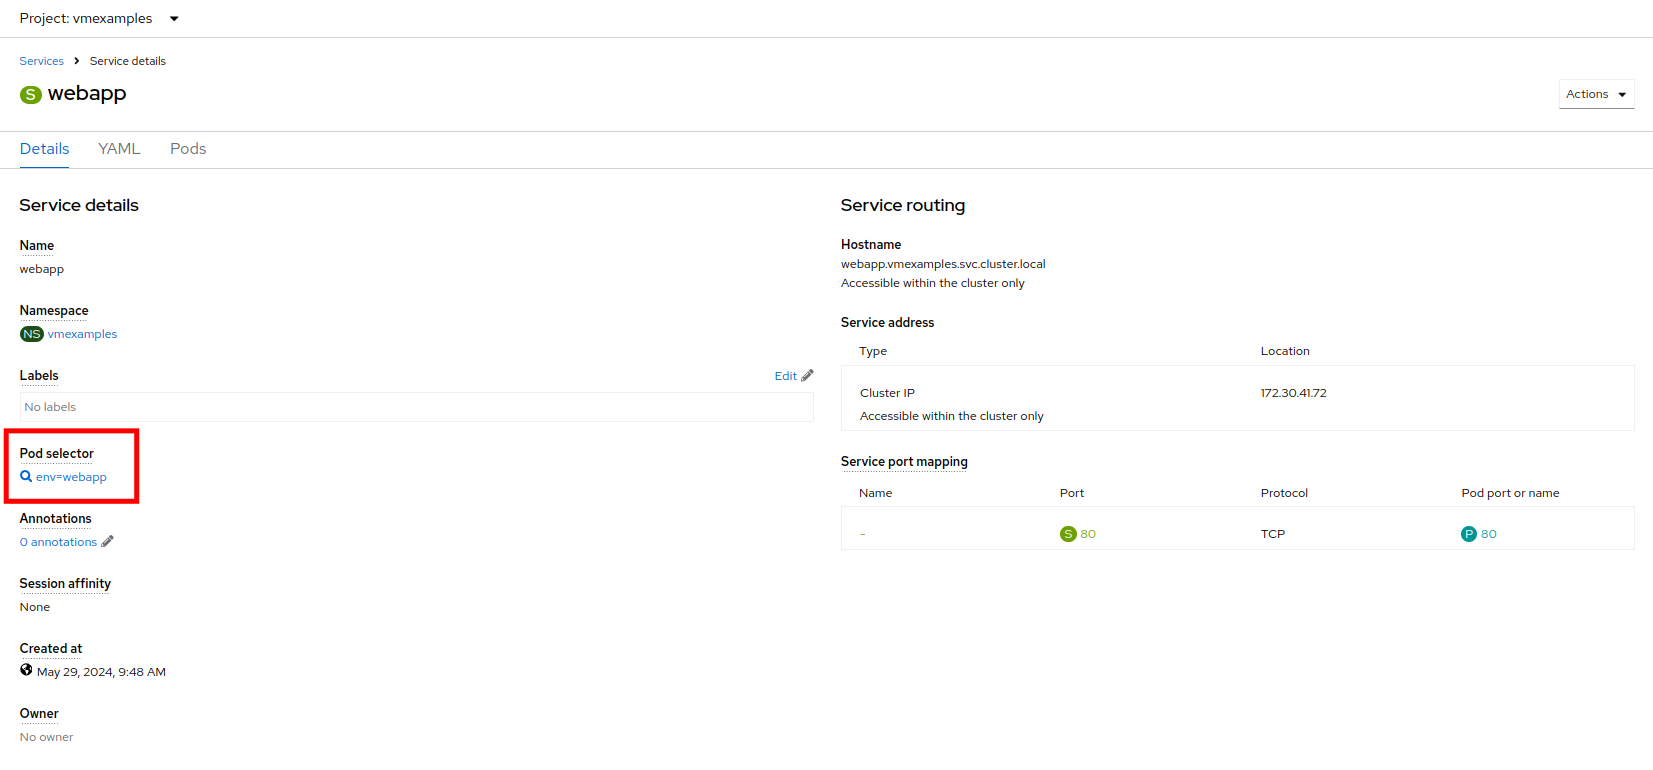 Project: vmexamples
Services > Service details
S webapp
Actions
Details YAML Pods
Service details
Name
webapp
Namespace
NS vmexamples
Labels
Edit
No labels
Pod selector
env=webapp
Annotations
0 annotations
Session affinity
None
Created at
May 29, 2024, 9:48 AM
Owner
No owner
Service routing
Hostname
webapp.vmexamples.svc.cluster.local
Accessible within the cluster only
Service address
Type Location
Cluster IP 172.30.41.72
Accessible within the cluster only
Service port mapping
Name Port Protocol Pod port or name
- S 80 TCP P 80